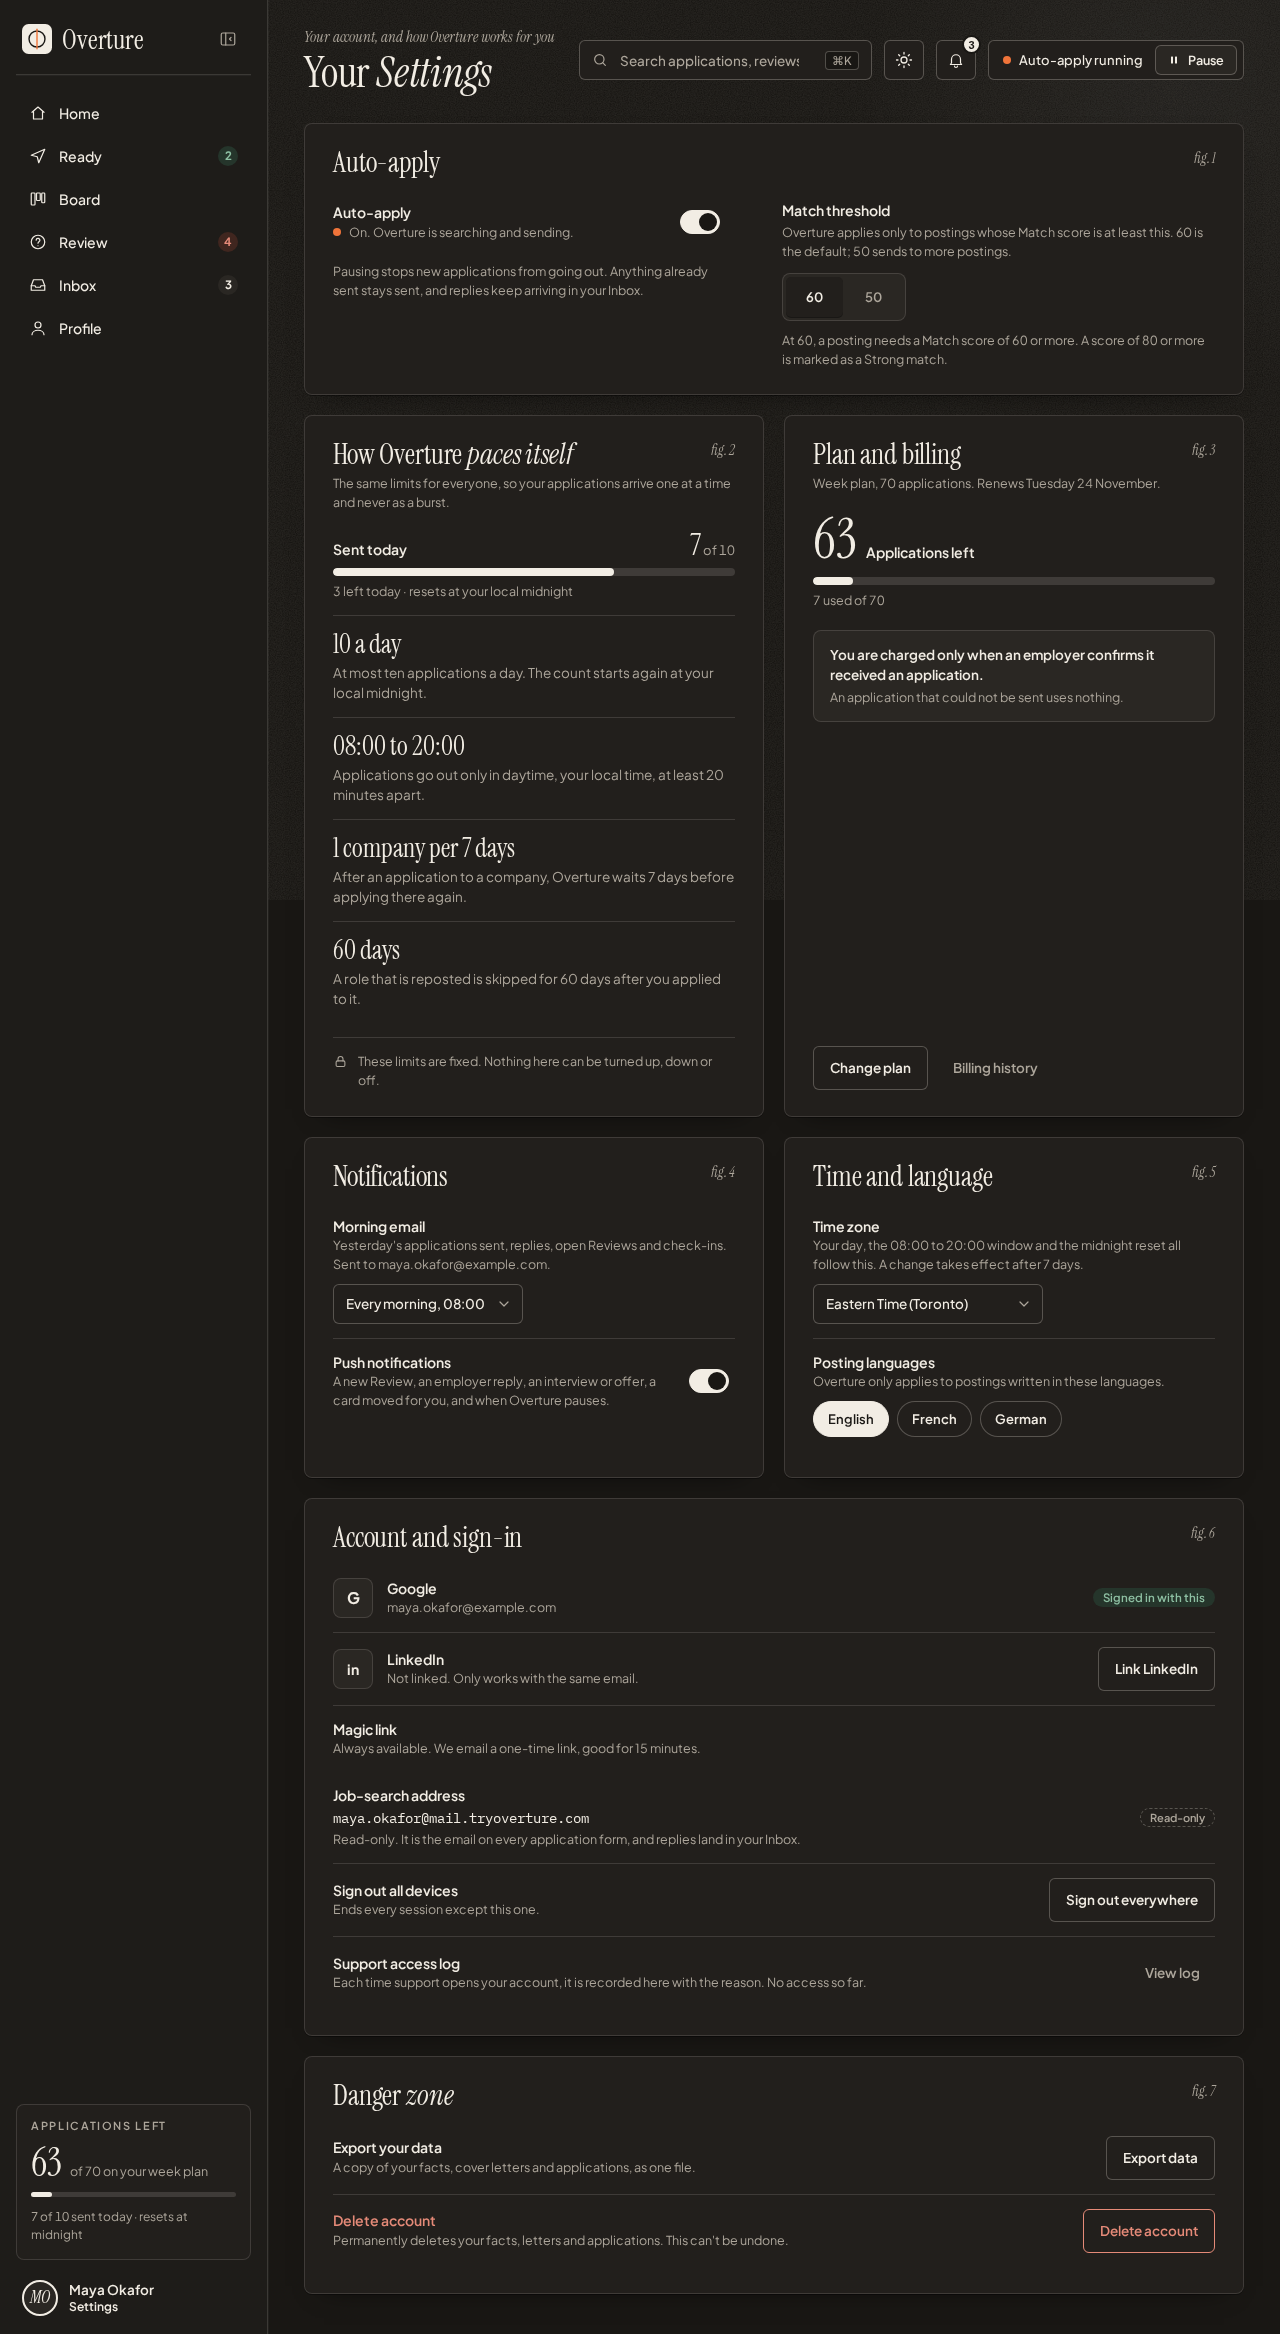 Overture
Home
Ready 2
Board
Review 4
Inbox 3
Profile
Your account, and how Overture works for you
Your Settings
Search applications, reviews
⌘K
3
Auto-apply running
Pause
Auto-apply
fig. 1
Auto-apply
On. Overture is searching and sending.
Pausing stops new applications from going out. Anything already
sent stays sent, and replies keep arriving in your Inbox.
Match threshold
Overture applies only to postings whose Match score is at least this. 60 is
the default; 50 sends to more postings.
60 50
At 60, a posting needs a Match score of 60 or more. A score of 80 or more
is marked as a Strong match.
How Overture paces itself
fig. 2
The same limits for everyone, so your applications arrive one at a time
and never as a burst.
Sent today
7 of 10
3 left today · resets at your local midnight
10 a day
At most ten applications a day. The count starts again at your
local midnight.
08:00 to 20:00
Applications go out only in daytime, your local time, at least 20
minutes apart.
1 company per 7 days
After an application to a company, Overture waits 7 days before
applying there again.
60 days
A role that is reposted is skipped for 60 days after you applied
to it.
These limits are fixed. Nothing here can be turned up, down or
off.
Plan and billing
fig. 3
Week plan, 70 applications. Renews Tuesday 24 November.
63 Applications left
7 used of 70
You are charged only when an employer confirms it
received an application.
An application that could not be sent uses nothing.
Change plan
Billing history
Notifications
fig. 4
Morning email
Yesterday's applications sent, replies, open Reviews and check-ins.
Sent to maya.okafor@example.com.
Every morning, 08:00
Push notifications
A new Review, an employer reply, an interview or offer, a
card moved for you, and when Overture pauses.
Time and language
fig. 5
Time zone
Your day, the 08:00 to 20:00 window and the midnight reset all
follow this. A change takes effect after 7 days.
Eastern Time (Toronto)
Posting languages
Overture only applies to postings written in these languages.
English French German
Account and sign-in
fig. 6
G
Google
maya.okafor@example.com
Signed in with this
in
LinkedIn
Not linked. Only works with the same email.
Link LinkedIn
Magic link
Always available. We email a one-time link, good for 15 minutes.
Job-search address
maya.okafor@mail.tryoverture.com
Read-only. It is the email on every application form, and replies land in your Inbox.
Read-only
Sign out all devices
Ends every session except this one.
Sign out everywhere
Support access log
Each time support opens your account, it is recorded here with the reason. No access so far.
View log
Danger zone
fig. 7
Export your data
A copy of your facts, cover letters and applications, as one file.
Export data
Delete account
Permanently deletes your facts, letters and applications. This can't be undone.
Delete account
APPLICATIONS LEFT
63 of 70 on your week plan
7 of 10 sent today · resets at
midnight
MO
Maya Okafor
Settings